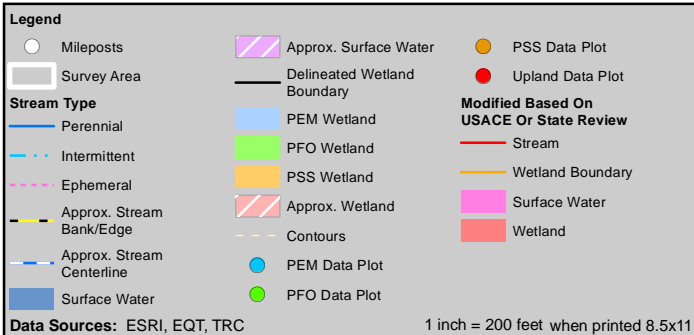 Legend
Mileposts
Survey Area
Stream Type
Perennial
Intermittent
Ephemeral
Approx. Stream
Bank/Edge
Approx. Stream
Centerline
Surface Water
Approx. Surface Water
Delineated Wetland
Boundary
PEM Wetland
PFO Wetland
PSS Wetland
Approx. Wetland
Contours
PEM Data Plot
PFO Data Plot
PSS Data Plot
Upland Data Plot
Modified Based On
USACE Or State Review
Stream
Wetland Boundary
Surface Water
Wetland
Data Sources: ESRI, EQT, TRC
1 inch = 200 feet when printed 8.5x11